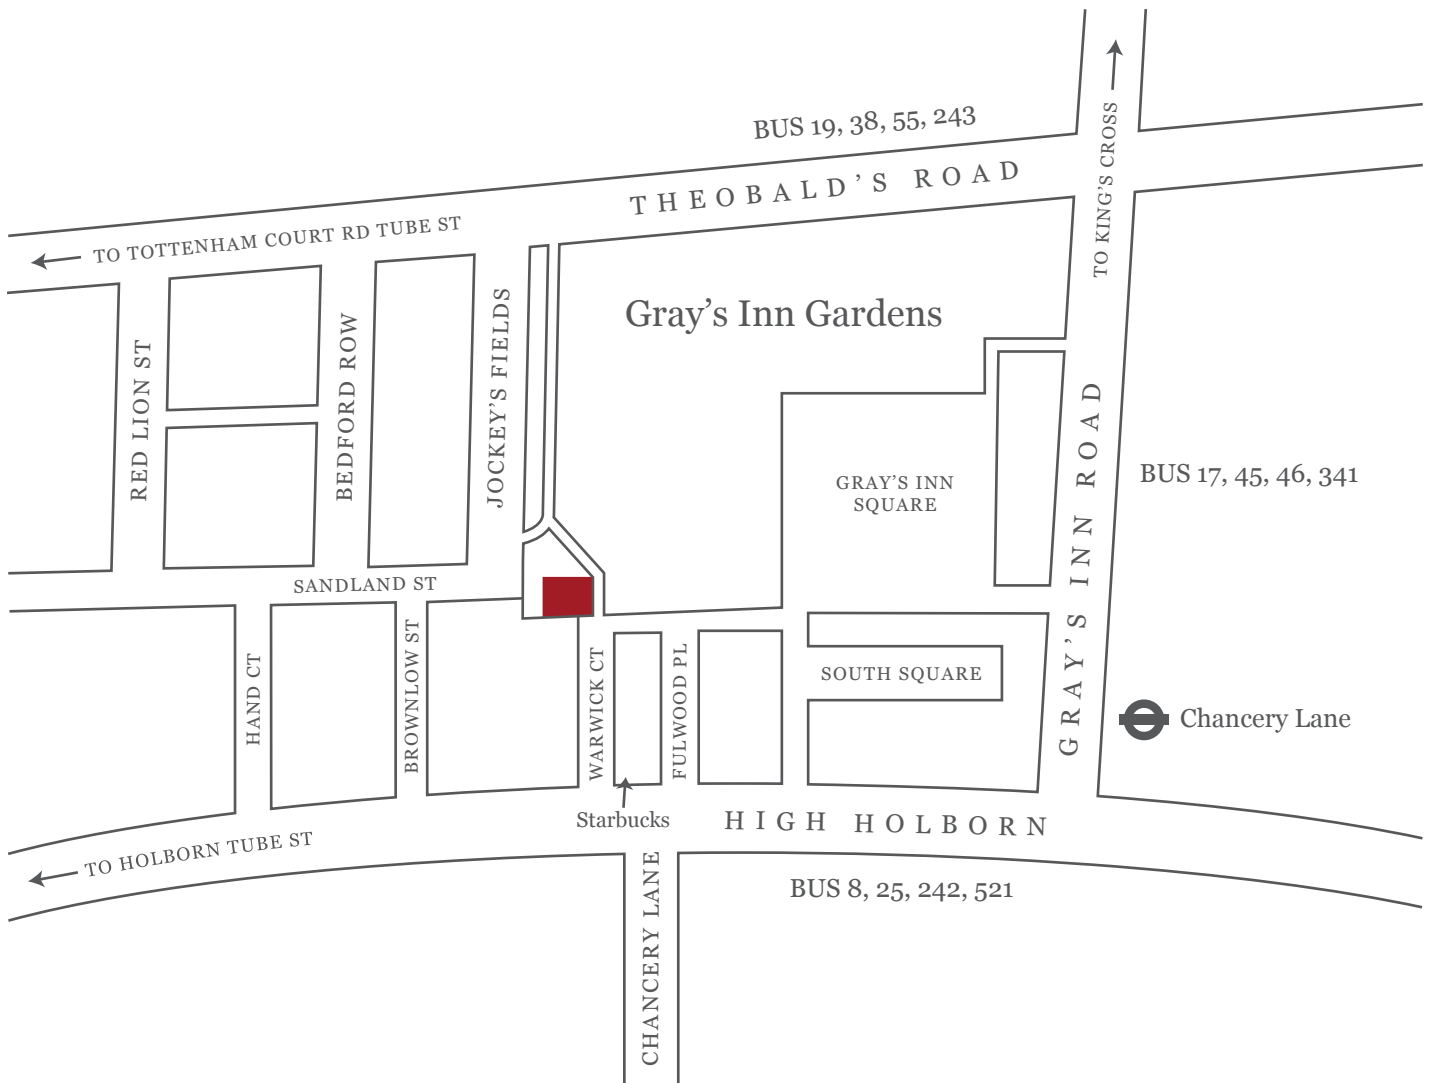 BUS 19, 38, 55, 243
THEOBALD’S ROAD
TO KING’S CROSS
TO TOTTENHAM COURT RD TUBE ST
Gray’s Inn Gardens
RED LION ST
BEDFORD ROW
JOCKEY’S FIELDS
GRAY’S INN
SQUARE
GRAY’S INN ROAD
BUS 17, 45, 46, 341
SANDLAND ST
HAND CT
BROWNLOW ST
WARWICK CT
FULWOOD PL
SOUTH SQUARE
Chancery Lane
Starbucks
HIGH HOLBORN
TO HOLBORN TUBE ST
BUS 8, 25, 242, 521
CHANCERY LANE